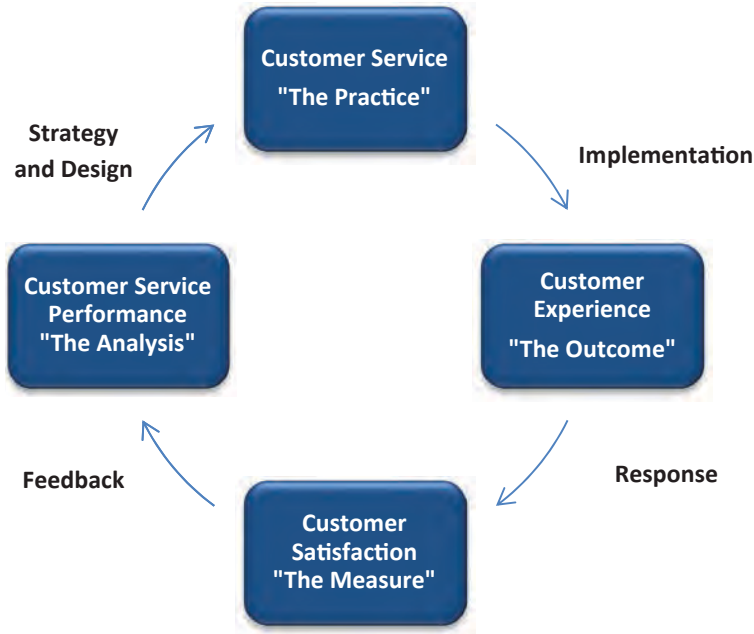 Customer Service
"The Practice"
Strategy
and Design
Implementation
Customer Service
Performance
"The Analysis"
Customer
Experience
"The Outcome"
Feedback
Response
Customer
Satisfaction
"The Measure"